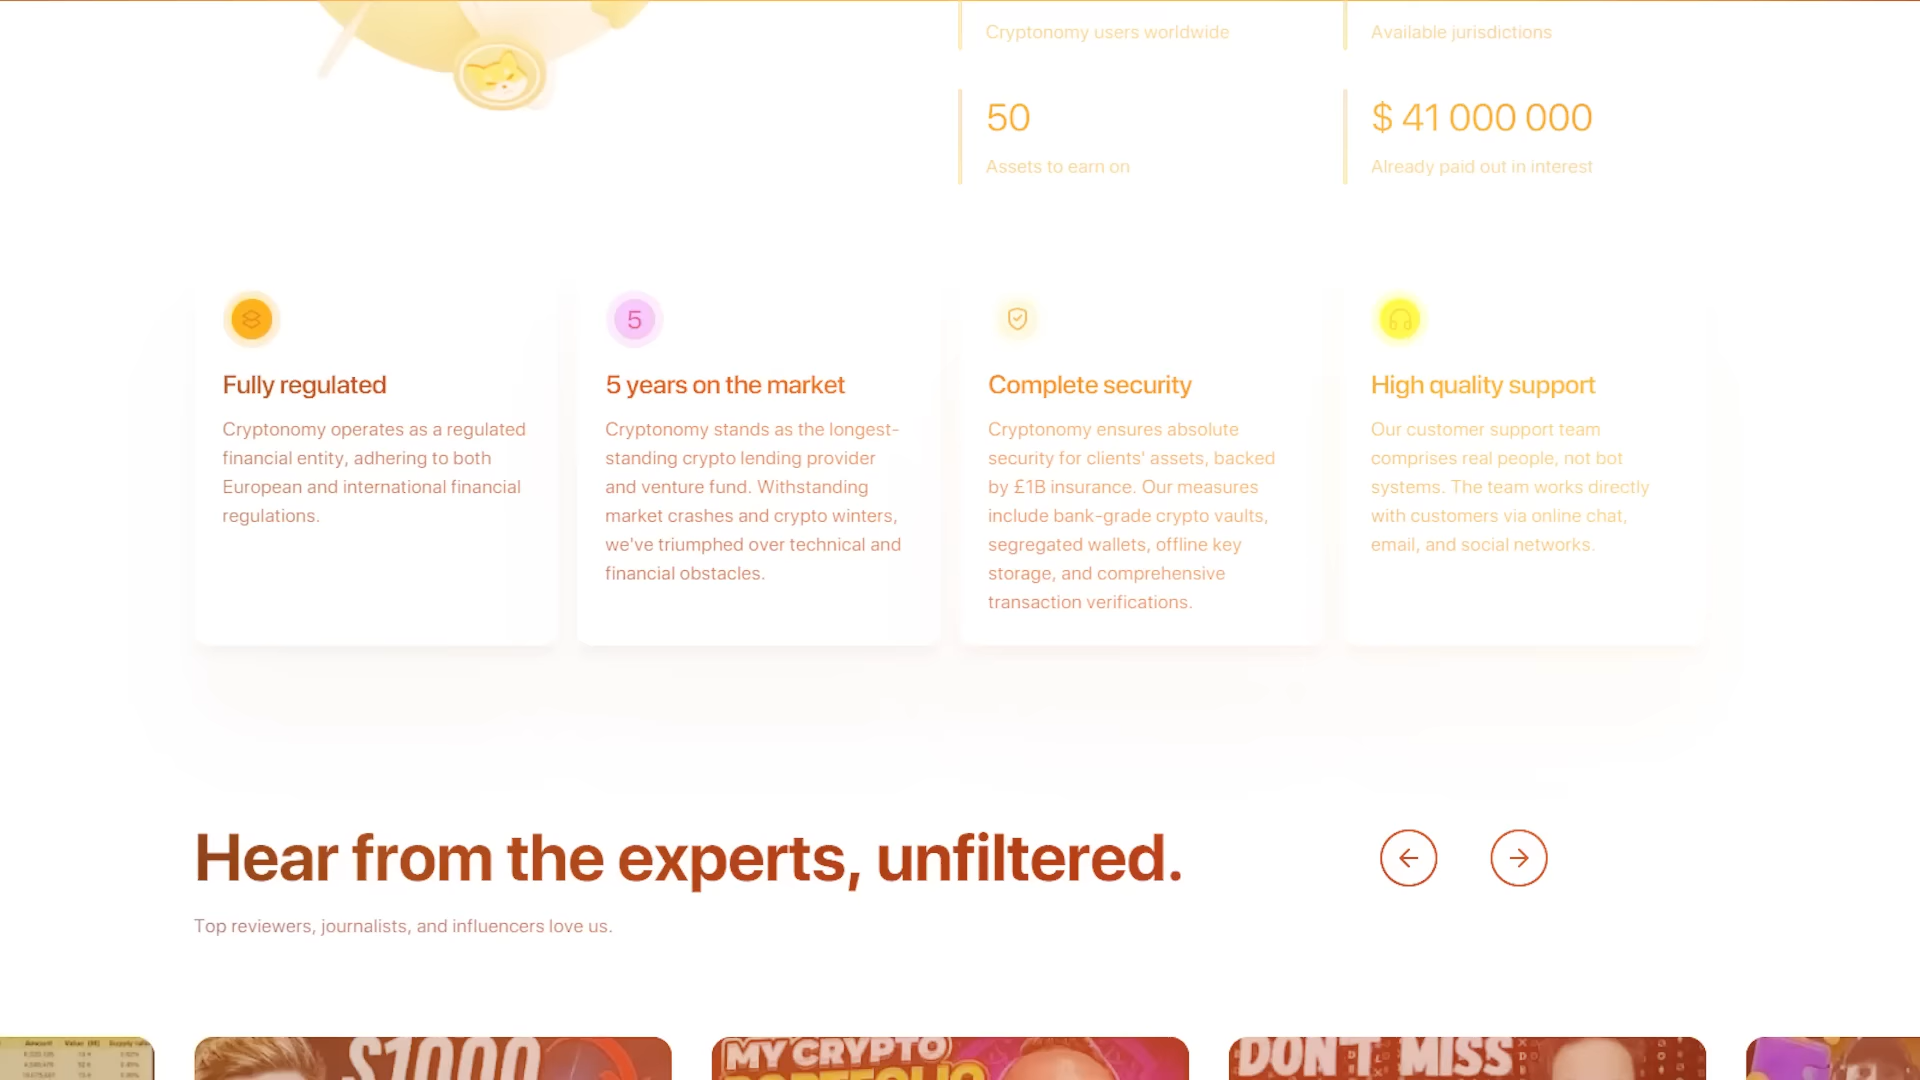 Cryptonomy users worldwide
Available jurisdictions
50
Assets to earn on
$ 41 000 000
Already paid out in interest
Fully regulated
Cryptonomy operates as a regulated
financial entity, adhering to both
European and international financial
regulations.
5
5 years on the market
Cryptonomy stands as the longest-
standing crypto lending provider
and venture fund. Withstanding
market crashes and crypto winters,
we've triumphed over technical and
financial obstacles.
Complete security
Cryptonomy ensures absolute
security for clients' assets, backed
by £1B insurance. Our measures
include bank-grade crypto vaults,
segregated wallets, offline key
storage, and comprehensive
transaction verifications.
High quality support
Our customer support team
comprises real people, not bot
systems. The team works directly
with customers via online chat,
email, and social networks.
Hear from the experts, unfiltered.
Top reviewers, journalists, and influencers love us.
Amount Value
$1000
MY CRYPTO
PORTFOLIO
DON'T MISS